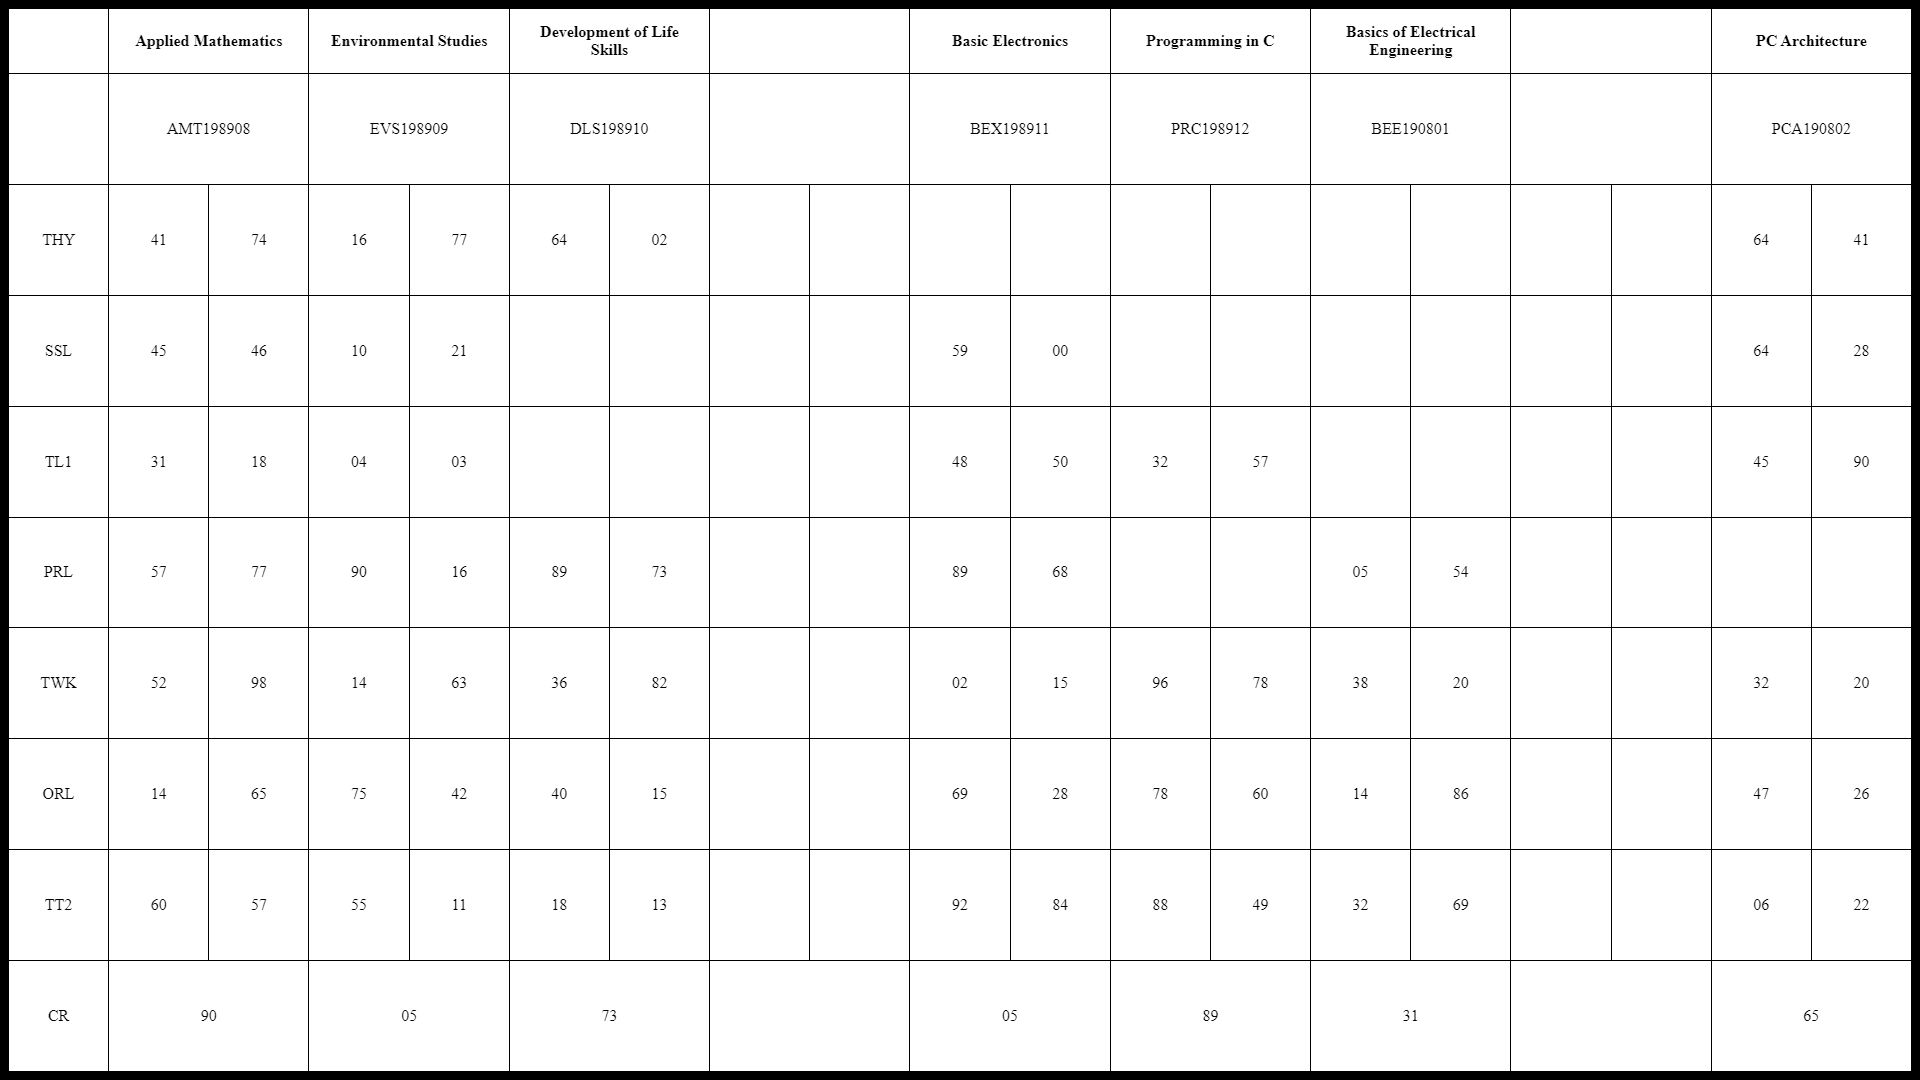 Applied Mathematics Environmental Studies Development of Life Skills Basic Electronics Programming in C Basics of Electrical Engineering PC Architecture
AMT198908 EVS198909 DLS198910 BEX198911 PRC198912 BEE190801 PCA190802
THY 41 74 16 77 64 02 64 41
SSL 45 46 10 21 59 00 64 28
TL1 31 18 04 03 48 50 32 57 45 90
PRL 57 77 90 16 89 73 89 68 05 54
TWK 52 98 14 63 36 82 02 15 96 78 38 20 32 20
ORL 14 65 75 42 40 15 69 28 78 60 14 86 47 26
TT2 60 57 55 11 18 13 92 84 88 49 32 69 06 22
CR 90 05 73 05 89 31 65